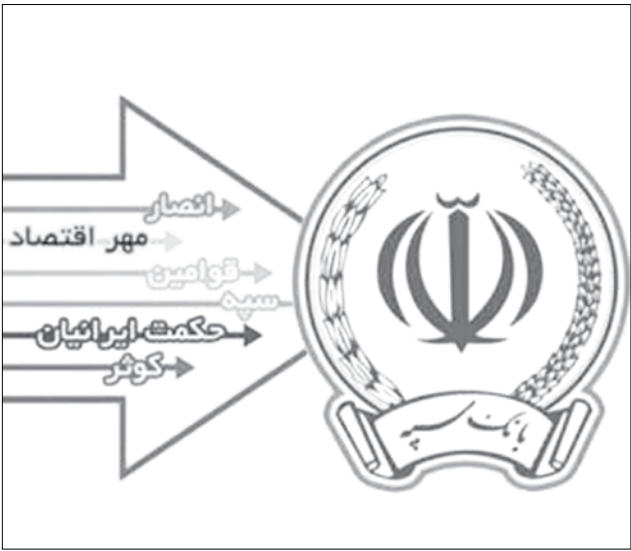 انصار
مهر اقتصاد
قوامین
سپه
حکمت ایرانیان
کوثر
بانک سپه